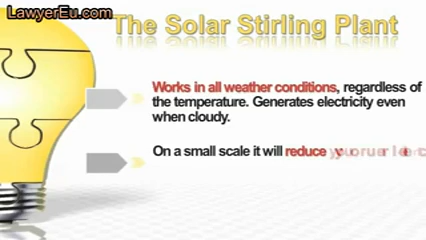 LawyerEu.com
The Solar Stirling Plant
Works in all weather conditions, regardless of
the temperature. Generates electricity even
when cloudy.
On a small scale it will reduce